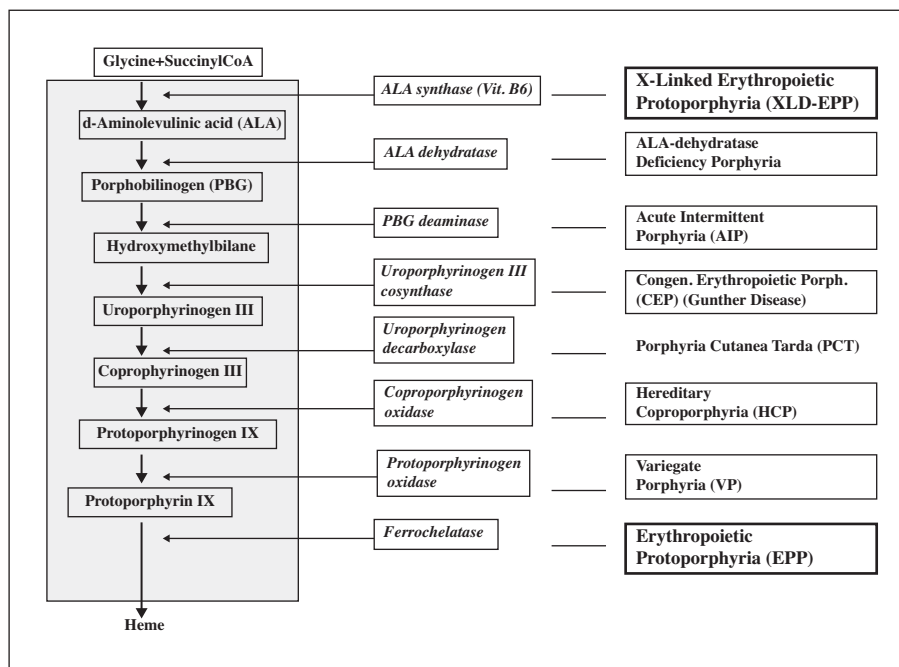 Glycine+SuccinylCoA
ALA synthase (Vit. B6)
X-Linked Erythropoietic
Protoporphyria (XLD-EPP)
d-Aminolevulinic acid (ALA)
ALA dehydratase
ALA-dehydratase
Deficiency Porphyria
Porphobilinogen (PBG)
PBG deaminase
Acute Intermittent
Porphyria (AIP)
Hydroxymethylbilane
Uroporphyrinogen III
cosynthase
Congen. Erythropoietic Porph.
(CEP) (Gunther Disease)
Uroporphyrinogen III
Uroporphyrinogen
decarboxylase
Porphyria Cutanea Tarda (PCT)
Coprophyrinogen III
Coproporphyrinogen
oxidase
Hereditary
Coproporphyria (HCP)
Protoporphyrinogen IX
Protoporphyrinogen
oxidase
Variegate
Porphyria (VP)
Protoporphyrin IX
Ferrochelatase
Erythropoietic
Protoporphyria (EPP)
Heme